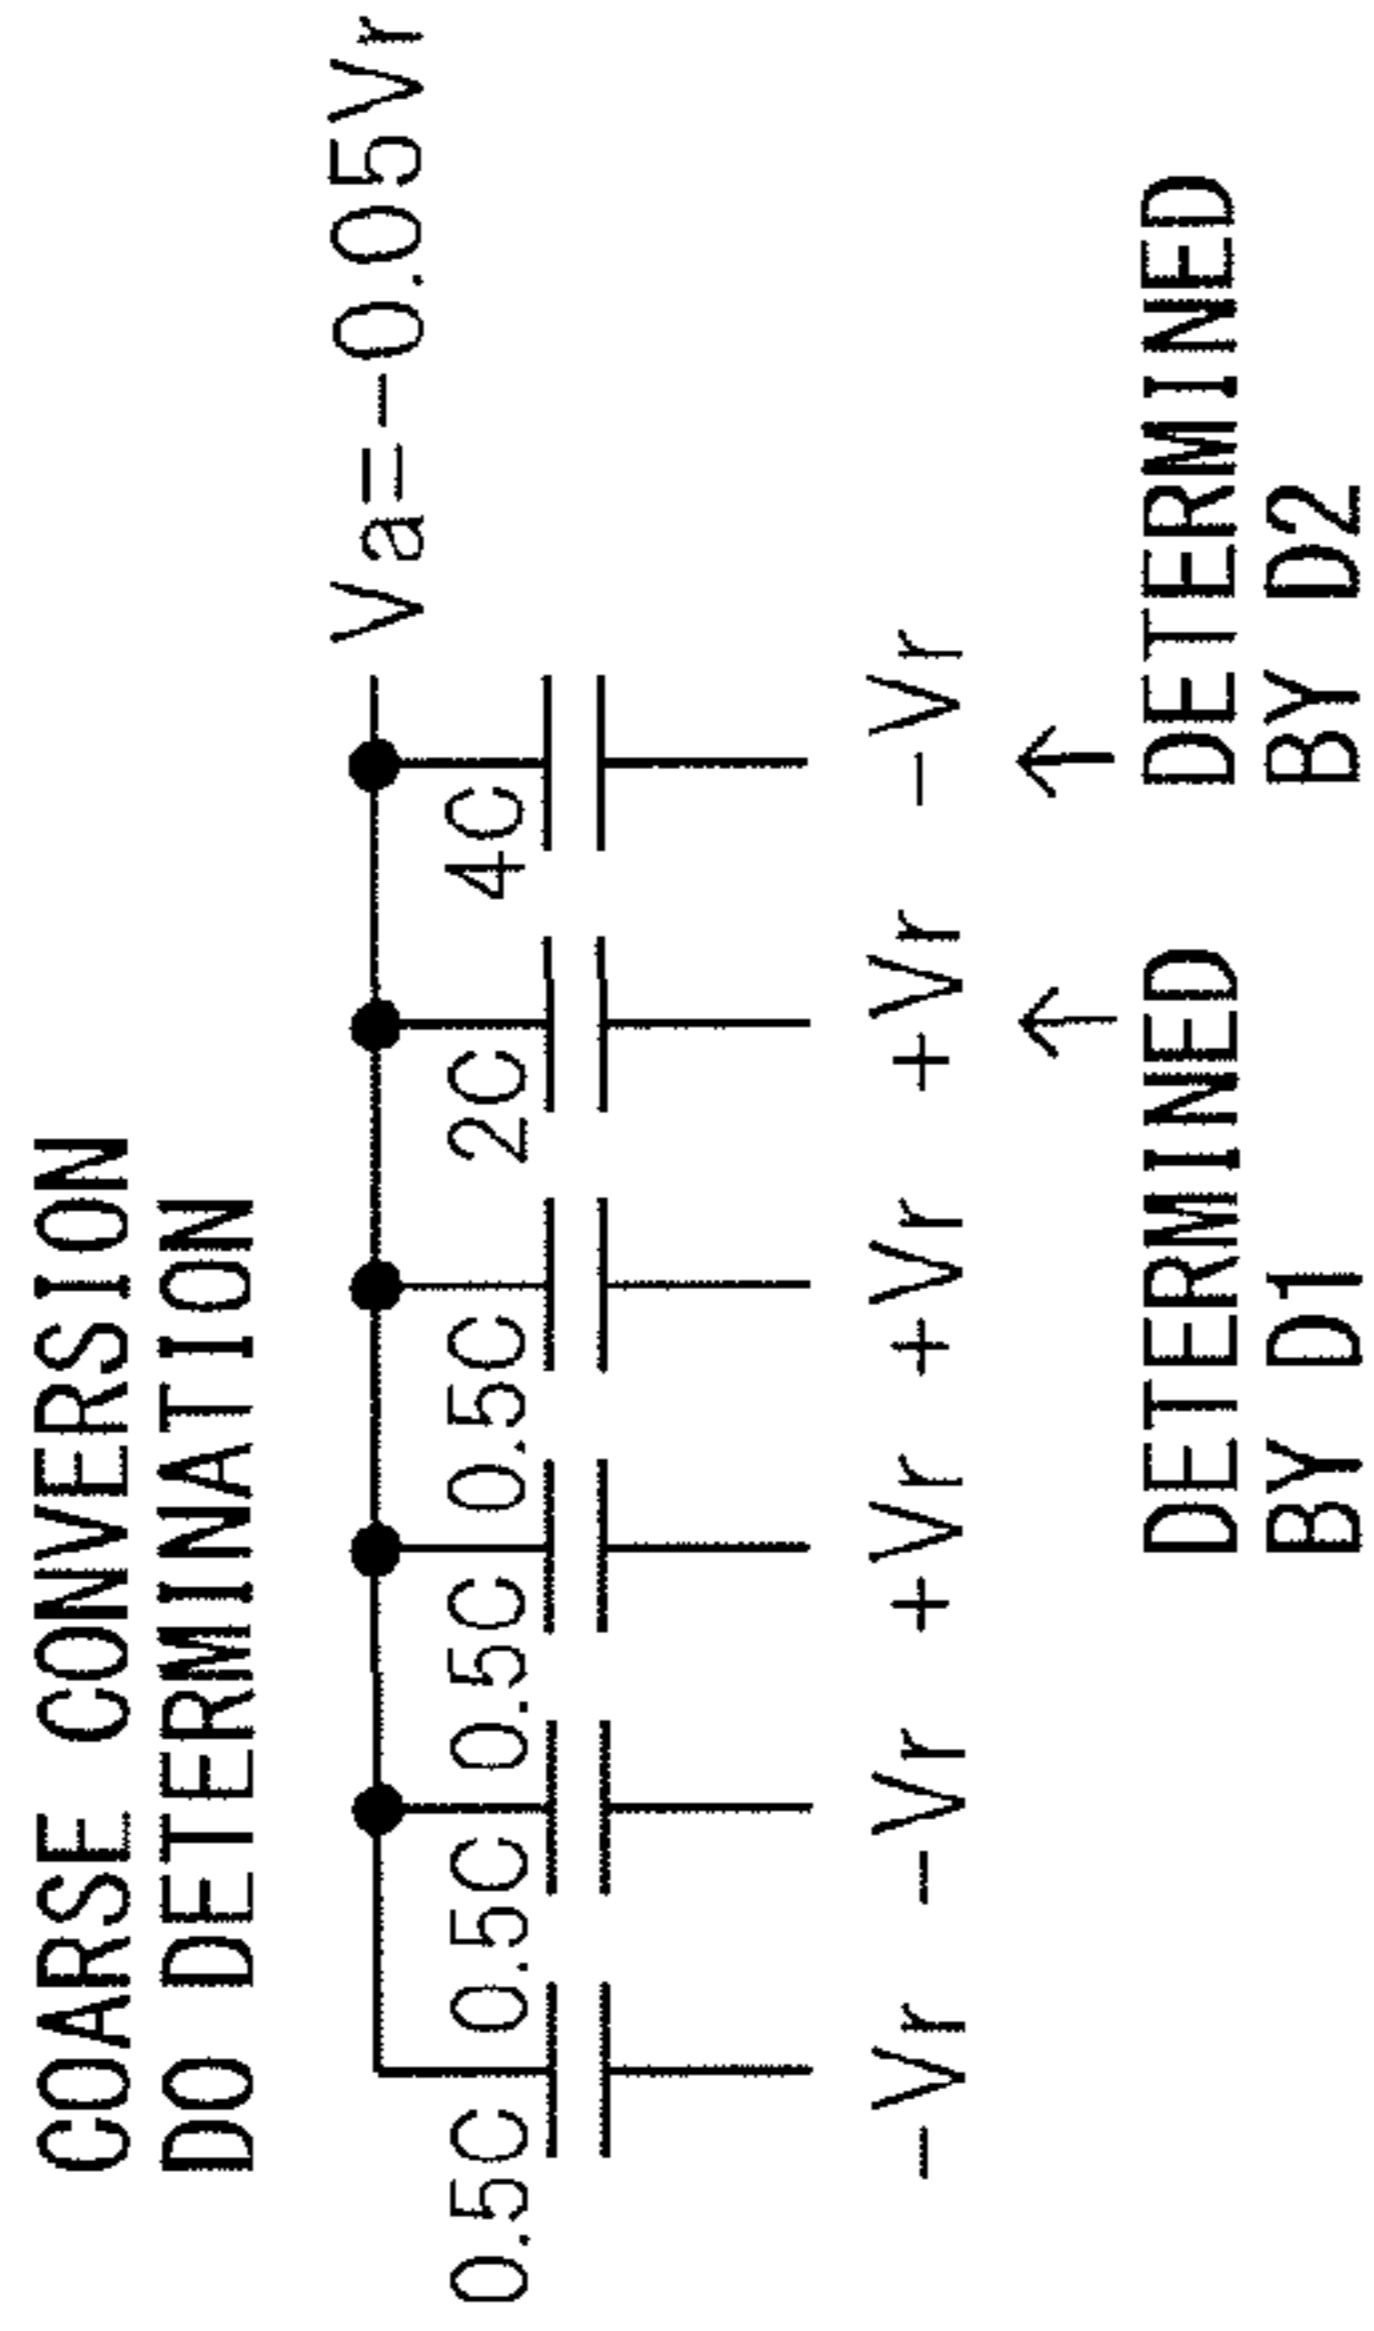 COARSE CONVERSION
D0 DETERMINATION
Va=-0.05Vr
0.5C 0.5C 0.5C 0.5C 2C 4C
-Vr -Vr +Vr +Vr +Vr -Vr
DETERMINED
BY D1
DETERMINED
BY D2